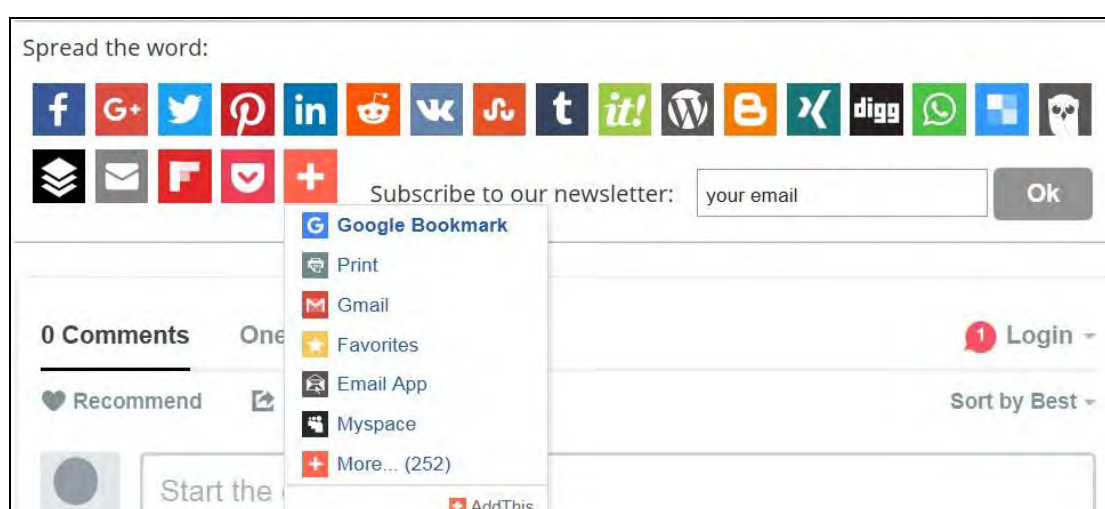 Spread the word:
f G+ in t it! B digg
Subscribe to our newsletter: your email Ok
G Google Bookmark
Print
Gmail
0 Comments One 1 Login
Favorites
Email App
Recommend Sort by Best
Myspace
More... (252)
Start the
AddThis